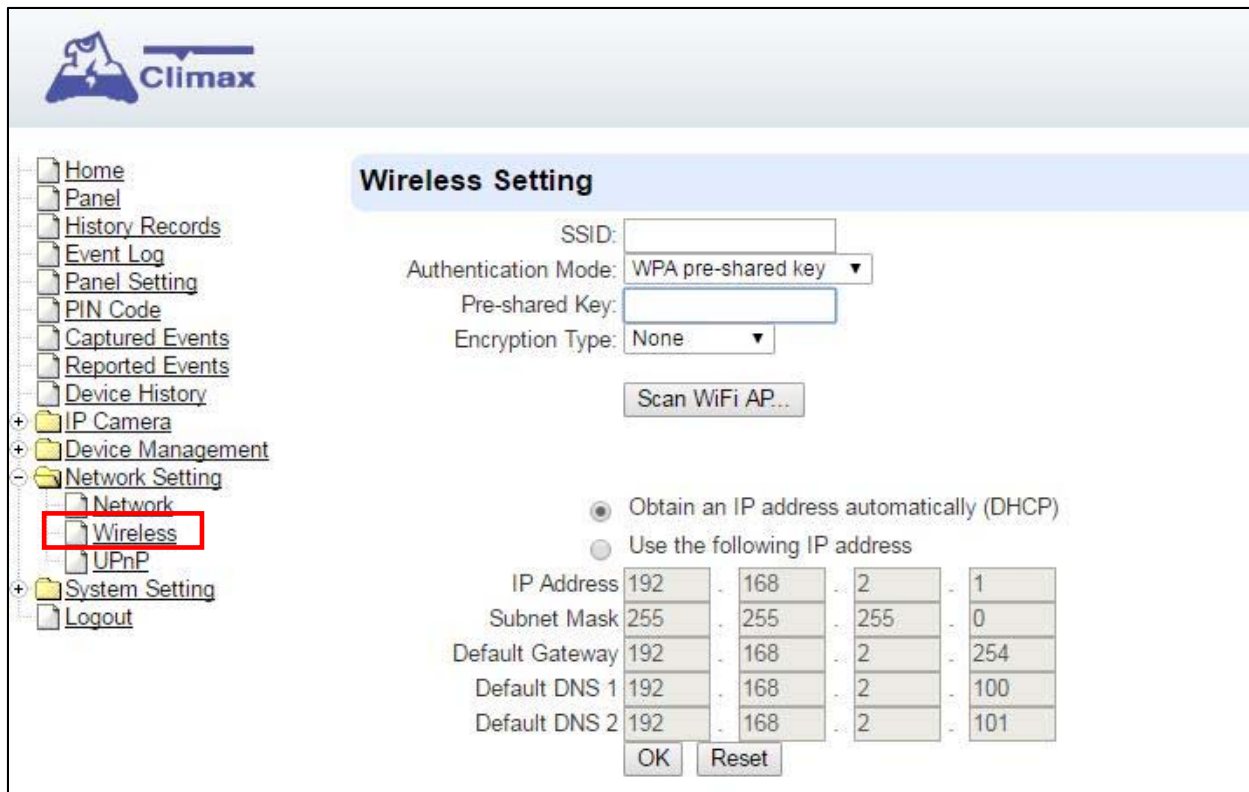 Climax
Home
Panel
History Records
Event Log
Panel Setting
PIN Code
Captured Events
Reported Events
Device History
IP Camera
Device Management
Network Setting
Network
Wireless
UPnP
System Setting
Logout
Wireless Setting
SSID:
Authentication Mode: WPA pre-shared key
Pre-shared Key:
Encryption Type: None
Scan WiFi AP...
Obtain an IP address automatically (DHCP)
Use the following IP address
IP Address 192 . 168 . 2 . 1
Subnet Mask 255 . 255 . 255 . 0
Default Gateway 192 . 168 . 2 . 254
Default DNS 1 192 . 168 . 2 . 100
Default DNS 2 192 . 168 . 2 . 101
OK Reset